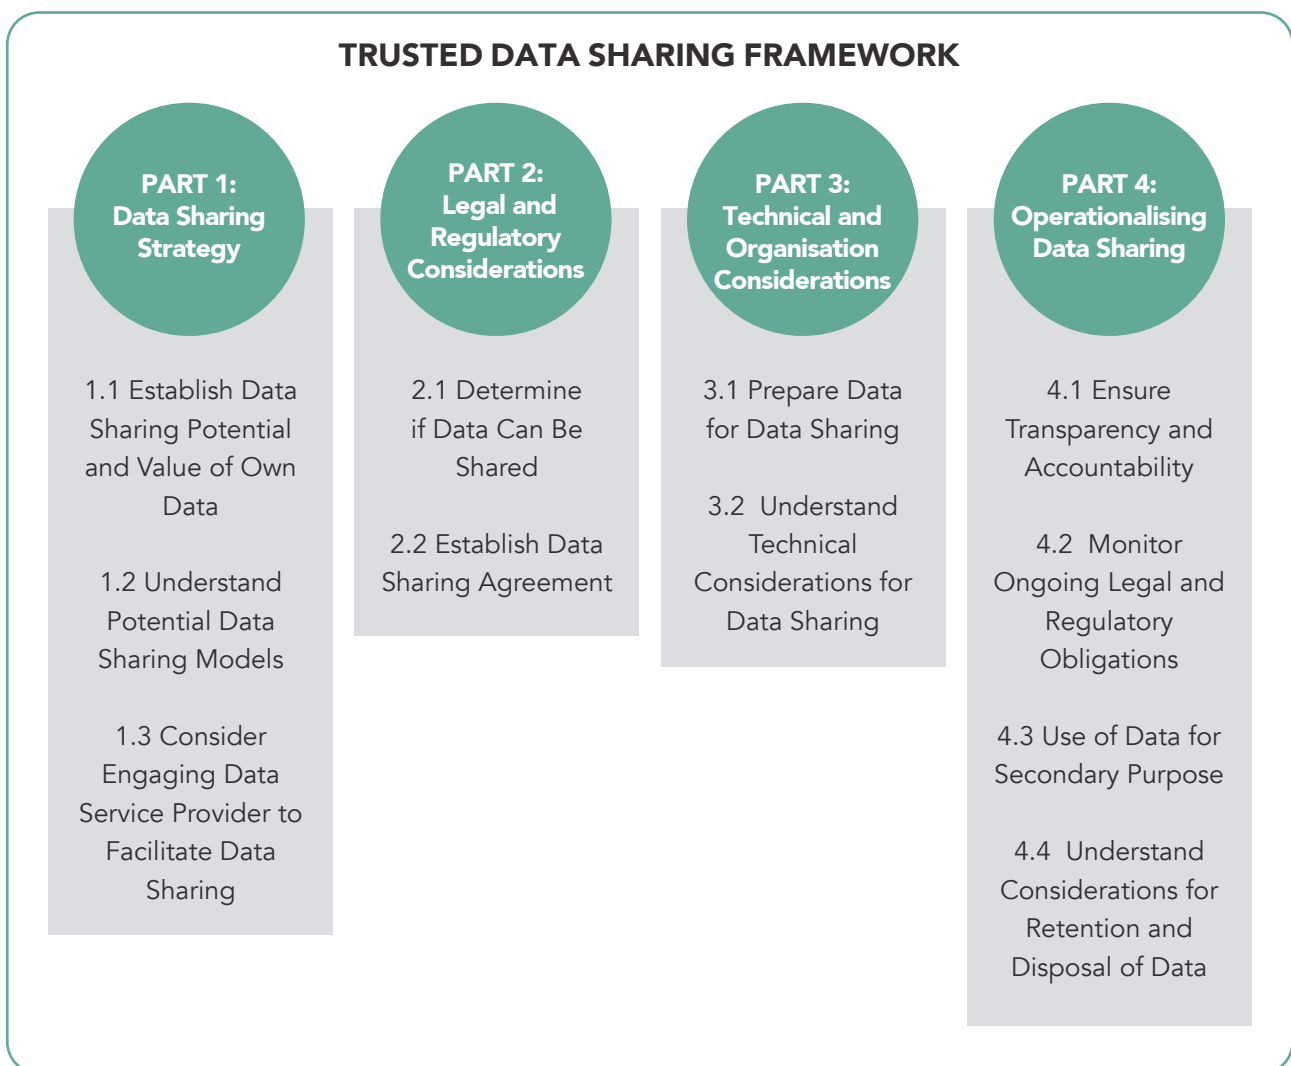 TRUSTED DATA SHARING FRAMEWORK
PART 1:
Data Sharing
Strategy
1.1 Establish Data
Sharing Potential
and Value of Own
Data
1.2 Understand
Potential Data
Sharing Models
1.3 Consider
Engaging Data
Service Provider to
Facilitate Data
Sharing
PART 2:
Legal and
Regulatory
Considerations
2.1 Determine
if Data Can Be
Shared
2.2 Establish Data
Sharing Agreement
PART 3:
Technical and
Organisation
Considerations
3.1 Prepare Data
for Data Sharing
3.2 Understand
Technical
Considerations for
Data Sharing
PART 4:
Operationalising
Data Sharing
4.1 Ensure
Transparency and
Accountability
4.2 Monitor
Ongoing Legal and
Regulatory
Obligations
4.3 Use of Data for
Secondary Purpose
4.4 Understand
Considerations for
Retention and
Disposal of Data